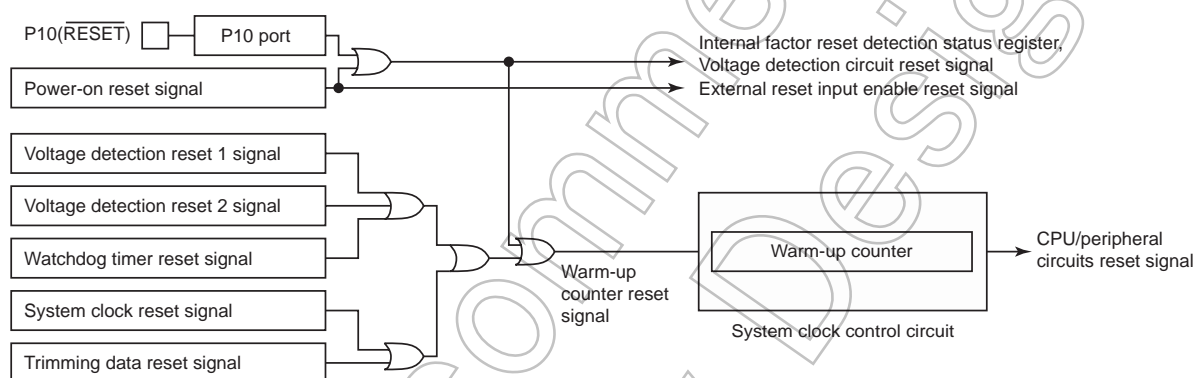 P10(RESET)
P10 port
Power-on reset signal
Internal factor reset detection status register,
Voltage detection circuit reset signal
External reset input enable reset signal
Voltage detection reset 1 signal
Voltage detection reset 2 signal
Watchdog timer reset signal
System clock reset signal
Trimming data reset signal
Warm-up
counter reset
signal
Warm-up counter
System clock control circuit
CPU/peripheral
circuits reset signal